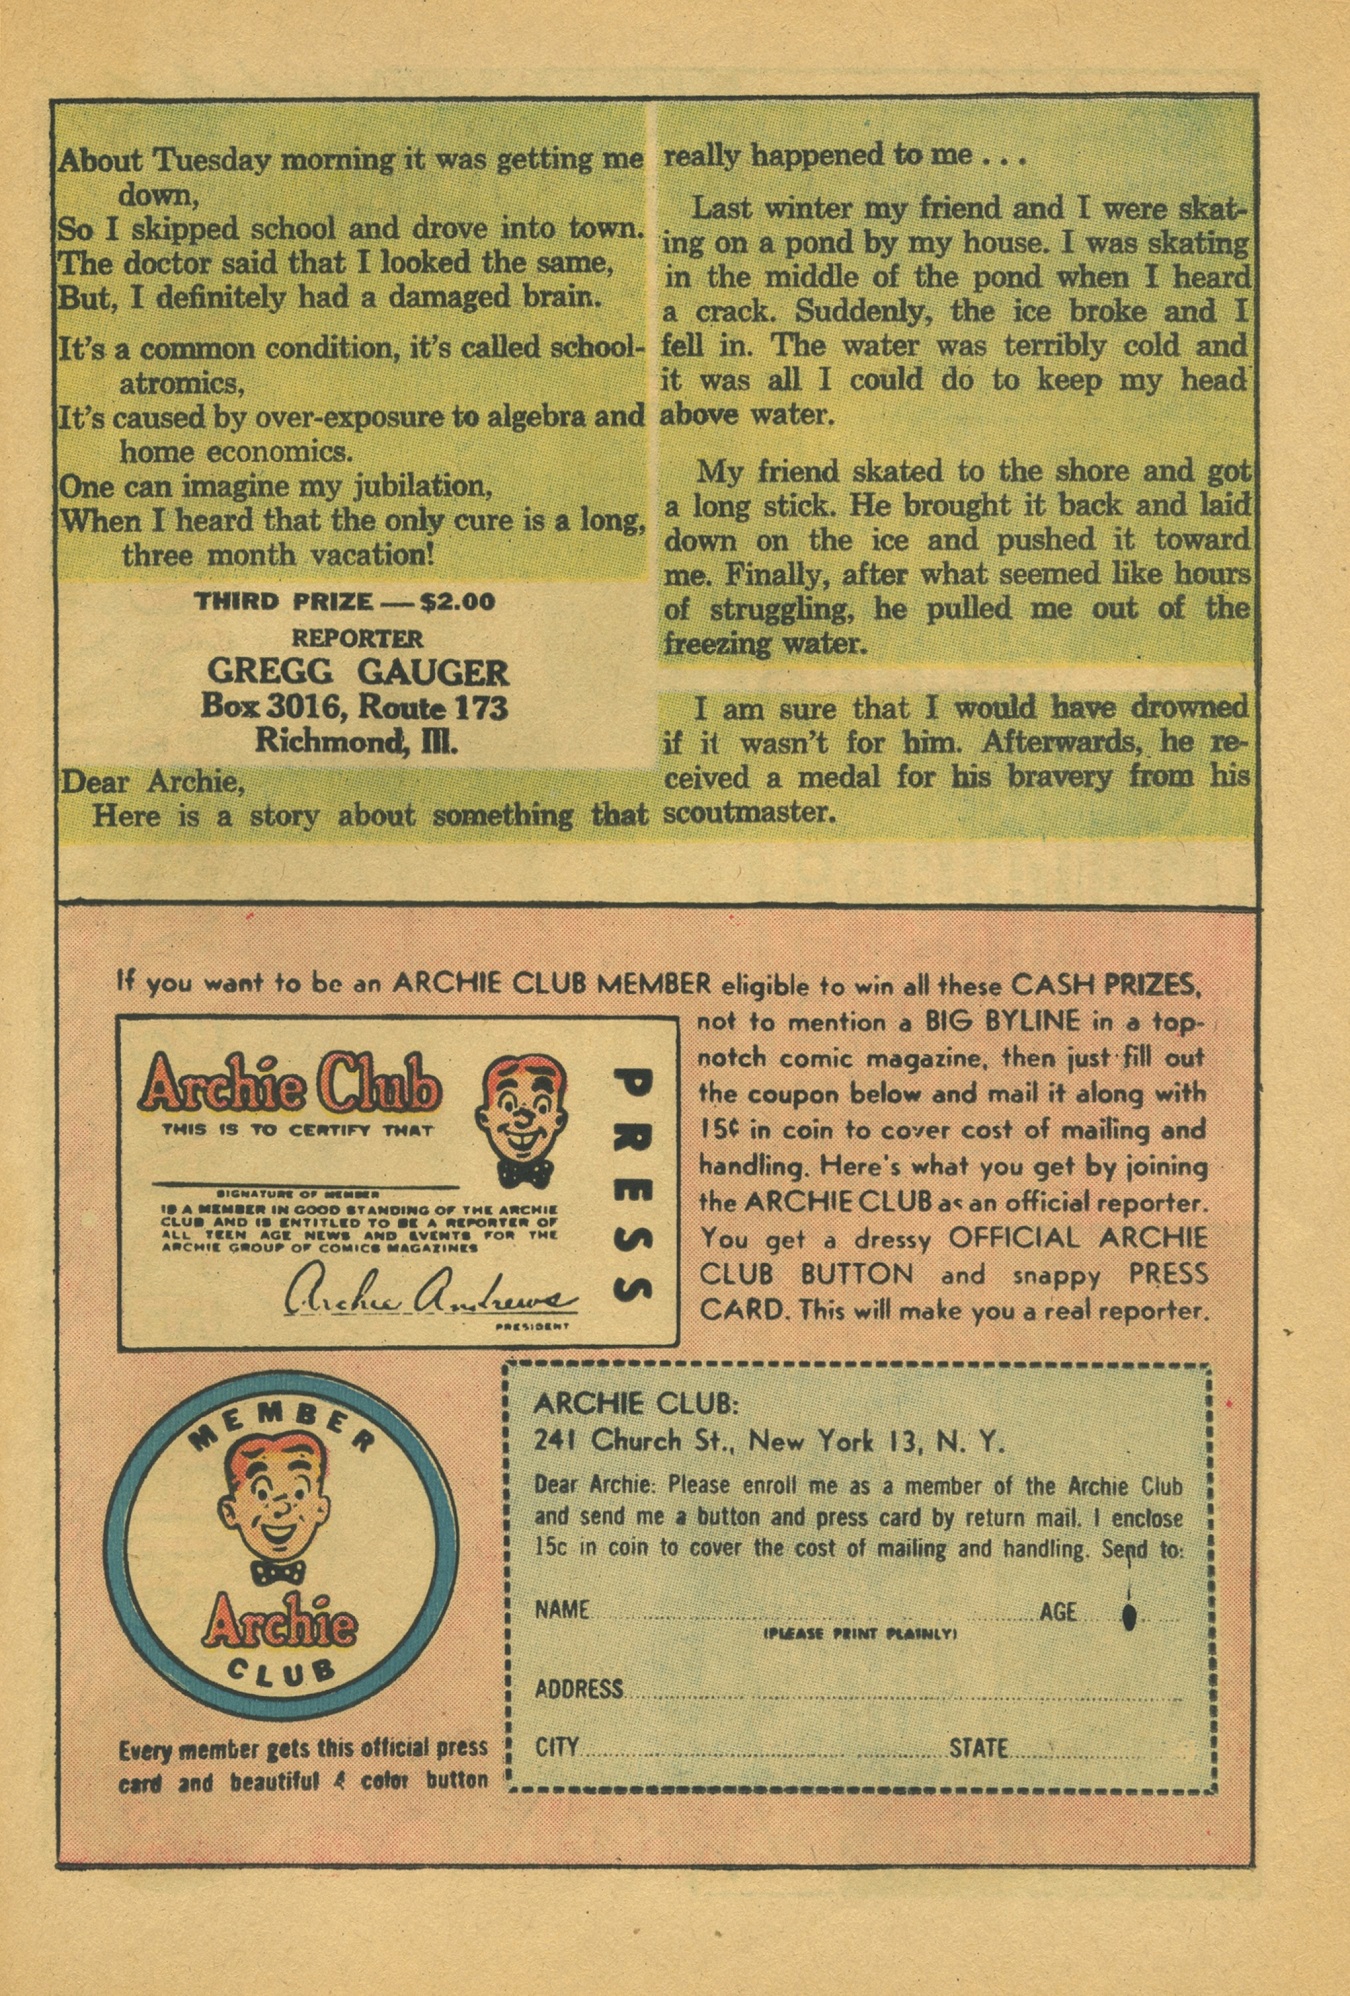 About Tuesday morning it was getting me
down,
So I skipped school and drove into town.
The doctor said that I looked the same,
But, I definitely had a damaged brain.
It's a common condition, it's called school-
atromics,
It's caused by over-exposure to algebra and
home economics.
One can imagine my jubilation,
When I heard that the only cure is a long,
three month vacation!
THIRD PRIZE — $2.00
REPORTER
GREGG GAUGER
Box 3016, Route 173
Richmond, Ill.
Dear Archie,
Here is a story about something that
really happened to me . . .
Last winter my friend and I were skat-
ing on a pond by my house. I was skating
in the middle of the pond when I heard
a crack. Suddenly, the ice broke and I
fell in. The water was terribly cold and
it was all I could do to keep my head
above water.
My friend skated to the shore and got
a long stick. He brought it back and laid
down on the ice and pushed it toward
me. Finally, after what seemed like hours
of struggling, he pulled me out of the
freezing water.
I am sure that I would have drowned
if it wasn't for him. Afterwards, he re-
ceived a medal for his bravery from his
scoutmaster.
If you want to be an ARCHIE CLUB MEMBER eligible to win all these CASH PRIZES,
not to mention a BIG BYLINE in a top-
notch comic magazine, then just fill out
the coupon below and mail it along with
15¢ in coin to cover cost of mailing and
handling. Here's what you get by joining
the ARCHIE CLUB as an official reporter.
You get a dressy OFFICIAL ARCHIE
CLUB BUTTON and snappy PRESS
CARD. This will make you a real reporter.
Archie Club
THIS IS TO CERTIFY THAT
SIGNATURE OF MEMBER
IS A MEMBER IN GOOD STANDING OF THE ARCHIE
CLUB AND IS ENTITLED TO BE A REPORTER OF
ALL TEEN AGE NEWS AND EVENTS FOR THE
ARCHIE GROUP OF COMICS MAGAZINES
Archie Andrews
PRESIDENT
PRESS
MEMBER
Archie
CLUB
Every member gets this official press
card and beautiful 4 color button
ARCHIE CLUB:
241 Church St., New York 13, N. Y.
Dear Archie: Please enroll me as a member of the Archie Club
and send me a button and press card by return mail. I enclose
15c in coin to cover the cost of mailing and handling. Send to:
NAME AGE
(PLEASE PRINT PLAINLY)
ADDRESS
CITY STATE